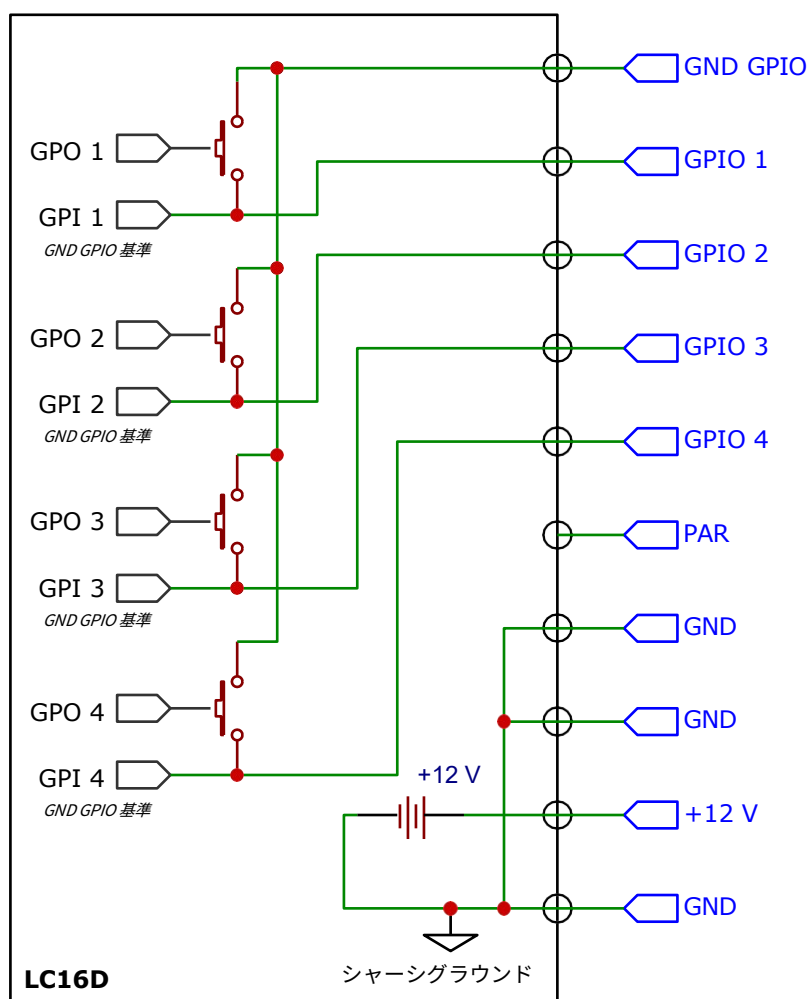 GND GPIO
GPO 1
GPIO 1
GPI 1
GND GPIO 基準
GPIO 2
GPO 2
GPIO 3
GPI 2
GND GPIO 基準
GPIO 4
GPO 3
PAR
GPI 3
GND GPIO 基準
GND
GPO 4
GND
GPI 4
GND GPIO 基準
+12 V
+12 V
GND
シャーシグラウンド
LC16D